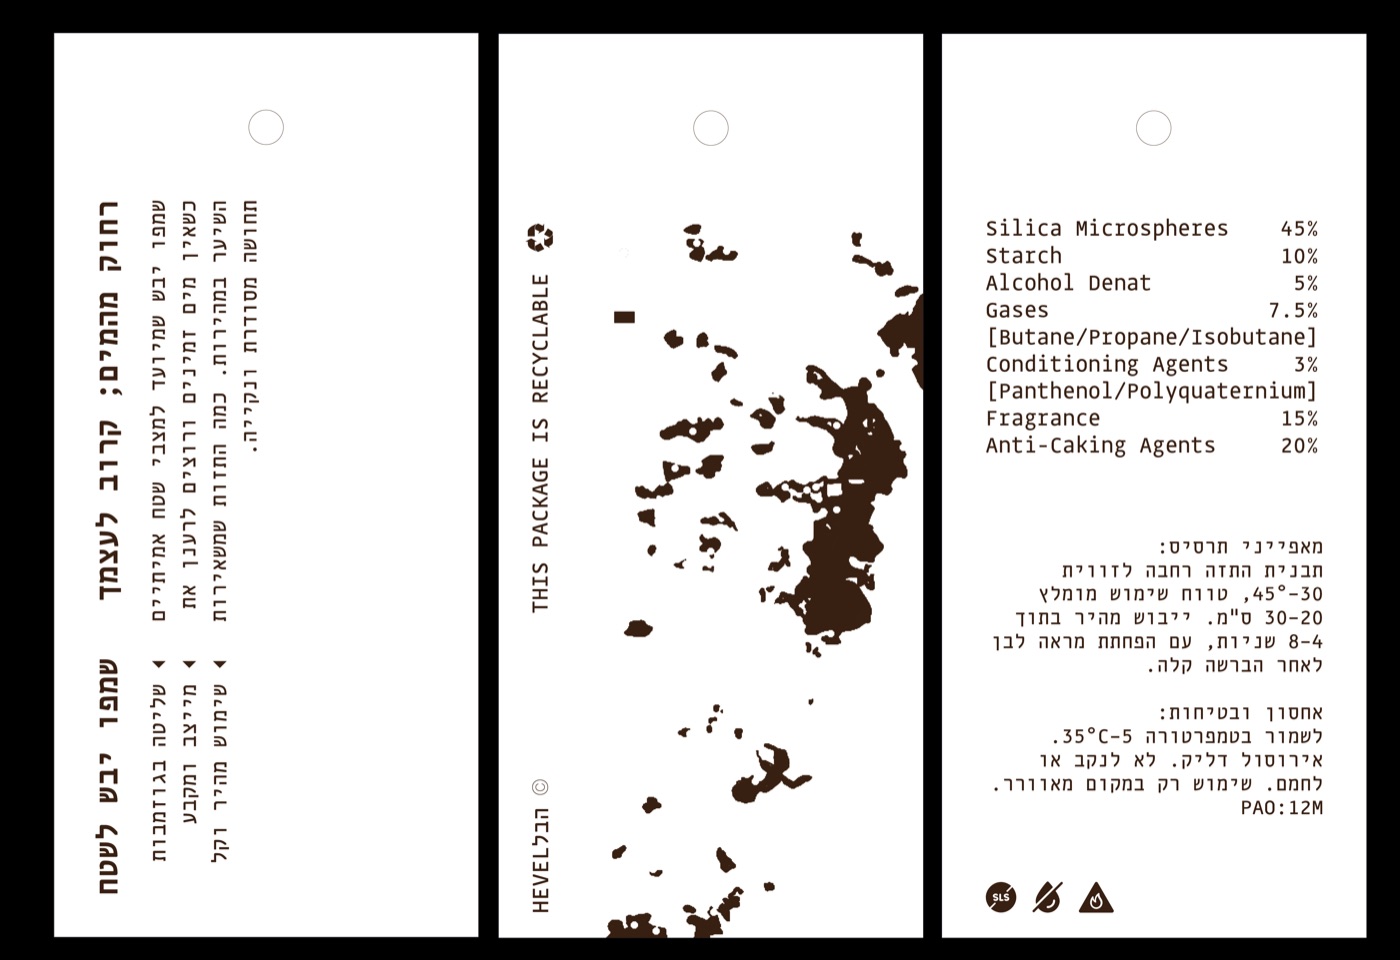 רחוק מהמים; קרוב לעצמך
שמפו יבש שמיועד למצבי שטח אמיתיים
כשאין מים זמינים ורוצים לרענן את
השיער במהירות. כמה התזות שמשאירות
תחושה מסודרת ונקייה.
שמפו יבש לשטח
שליטה בגוזמבות
מייצב ומקבע
שימוש מהיר וקל
THIS PACKAGE IS RECYCLABLE
HEVELהבל ©
Silica Microspheres 45%
Starch 10%
Alcohol Denat 5%
Gases 7.5%
[Butane/Propane/Isobutane]
Conditioning Agents 3%
[Panthenol/Polyquaternium]
Fragrance 15%
Anti-Caking Agents 20%
מאפייני תרסיס:
תבנית התזה רחבה לזווית
30–45°, טווח שימוש מומלץ
20–30 ס"מ. ייבוש מהיר בתוך
4–8 שניות, עם הפחתת מראה לבן
לאחר הברשה קלה.
אחסון ובטיחות:
לשמור בטמפרטורה 5–35°C.
אירוסול דליק. לא לנקב או
לחמם. שימוש רק במקום מאוורר.
PAO:12M
SLS